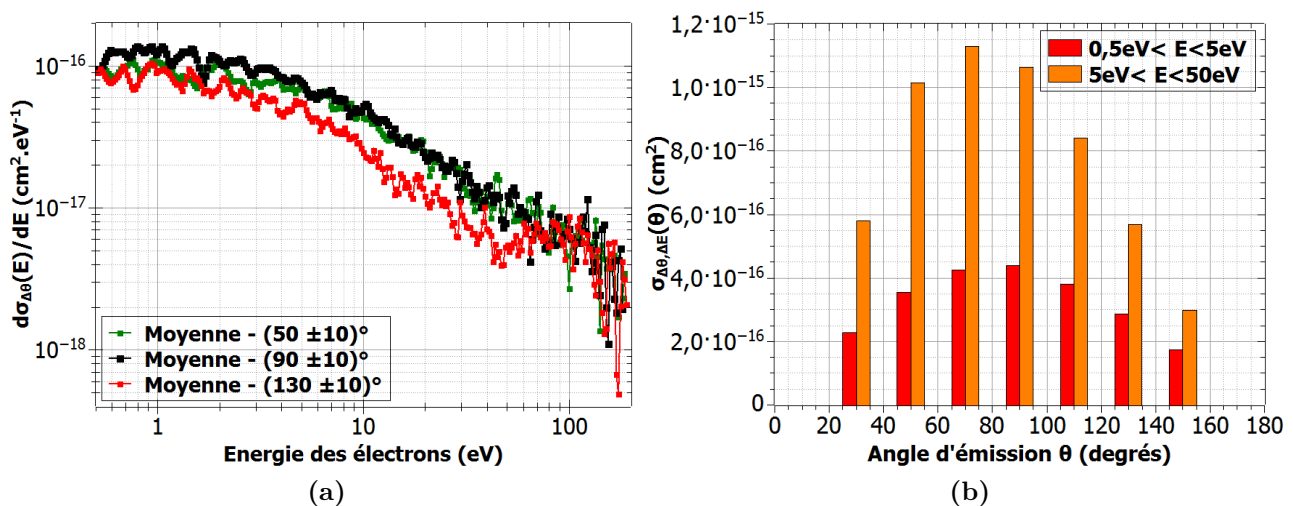 dσΔθ(E)/dE (cm².eV⁻¹)
10⁻¹⁶
10⁻¹⁷
10⁻¹⁸
Moyenne - (50 ±10)°
Moyenne - (90 ±10)°
Moyenne - (130 ±10)°
1 10 100
Energie des électrons (eV)
(a)
σΔθ,ΔE(θ) (cm²)
1,2·10⁻¹⁵
1,0·10⁻¹⁵
8,0·10⁻¹⁶
6,0·10⁻¹⁶
4,0·10⁻¹⁶
2,0·10⁻¹⁶
0
0,5eV< E<5eV
5eV< E<50eV
0 20 40 60 80 100 120 140 160 180
Angle d'émission θ (degrés)
(b)